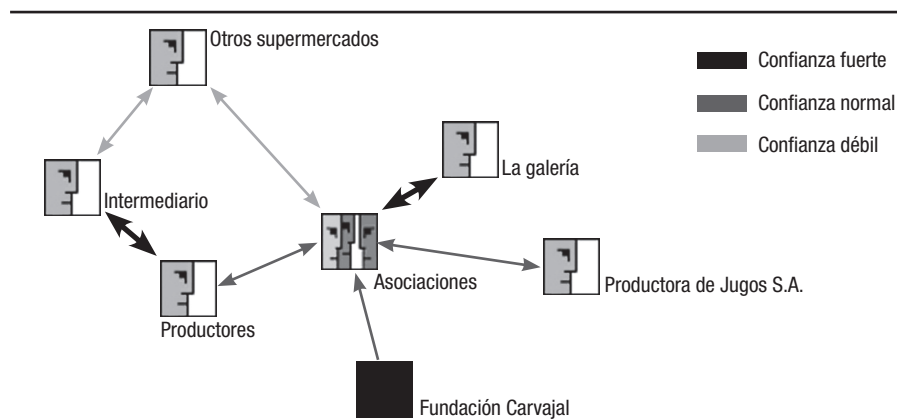 Otros supermercados
Confianza fuerte
Confianza normal
Confianza débil
La galería
Intermediario
Asociaciones
Productora de Jugos S.A.
Productores
Fundación Carvajal